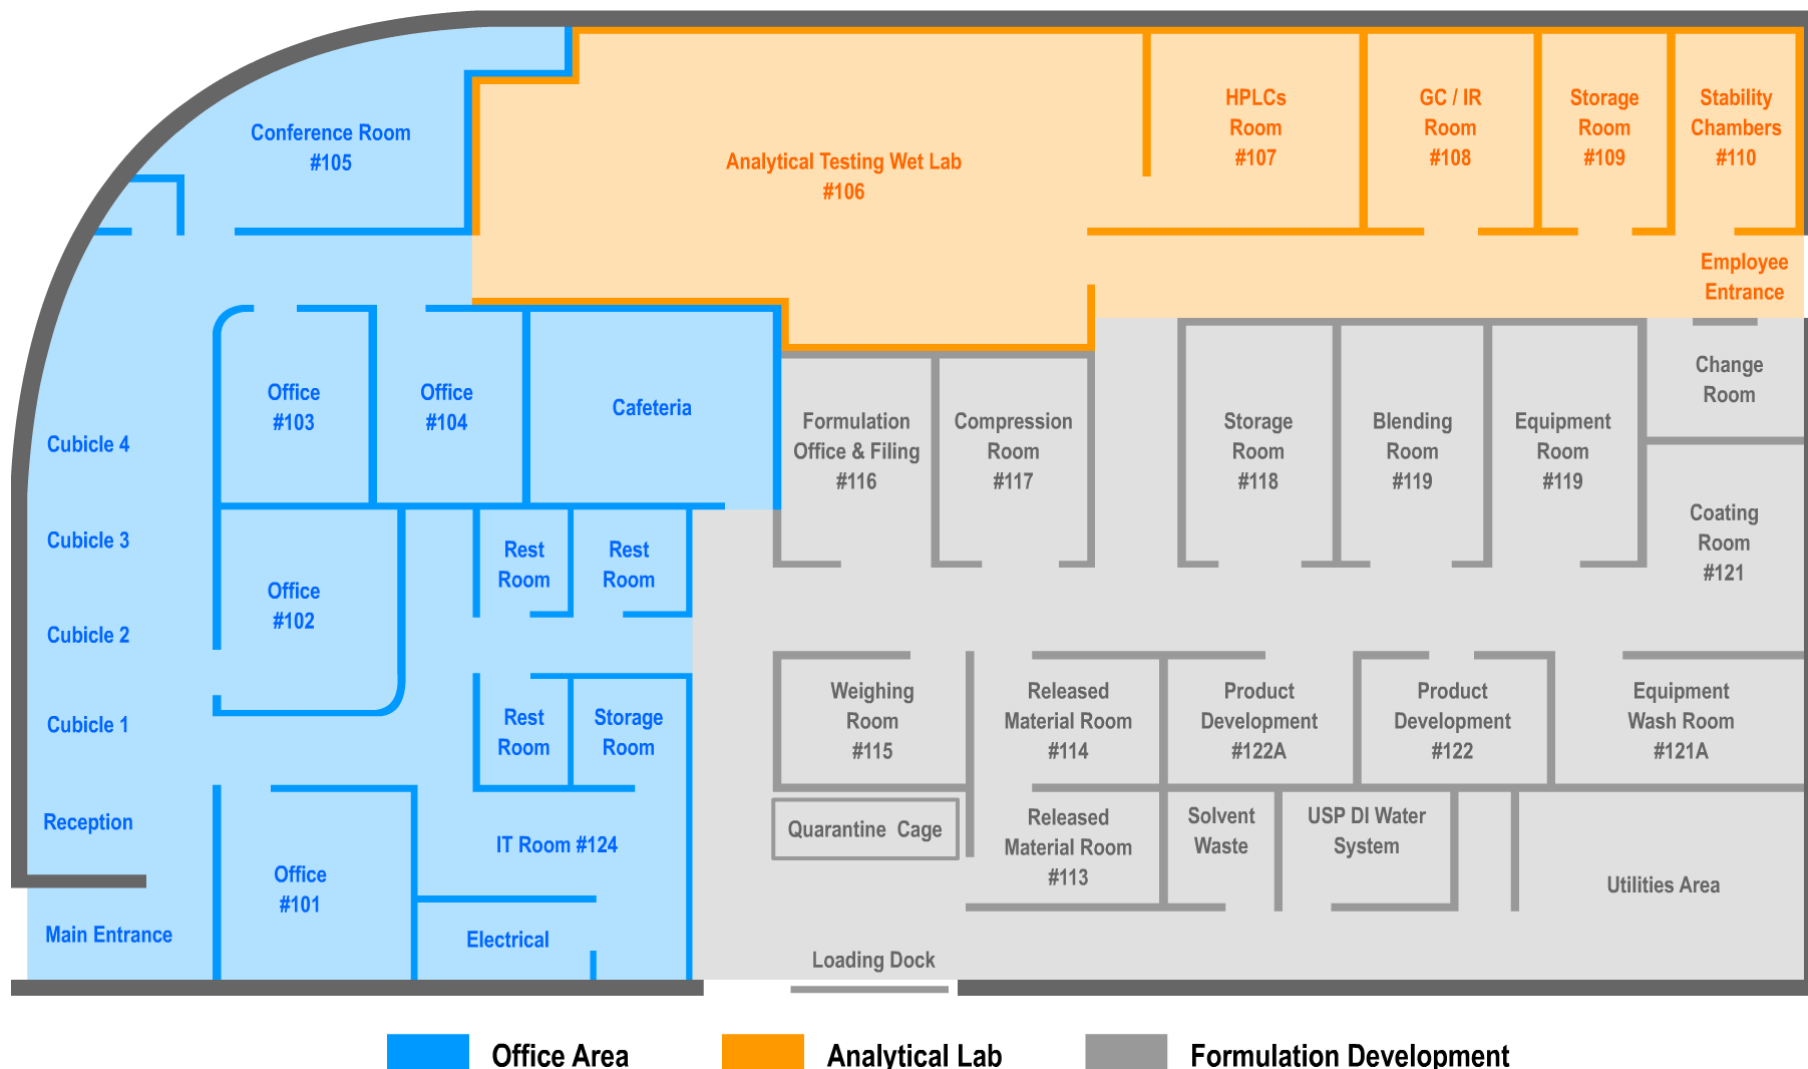 Conference Room
#105
Analytical Testing Wet Lab
#106
HPLCs
Room
#107
GC / IR
Room
#108
Storage
Room
#109
Stability
Chambers
#110
Employee
Entrance
Office
#103
Office
#104
Cafeteria
Formulation
Office & Filing
#116
Compression
Room
#117
Storage
Room
#118
Blending
Room
#119
Equipment
Room
#119
Change
Room
Coating
Room
#121
Cubicle 4
Cubicle 3
Cubicle 2
Cubicle 1
Reception
Main Entrance
Office
#102
Rest
Room
Rest
Room
Rest
Room
Storage
Room
Office
#101
IT Room #124
Electrical
Weighing
Room
#115
Released
Material Room
#114
Product
Development
#122A
Product
Development
#122
Equipment
Wash Room
#121A
Quarantine Cage
Released
Material Room
#113
Solvent
Waste
USP DI Water
System
Utilities Area
Loading Dock
Office Area
Analytical Lab
Formulation Development